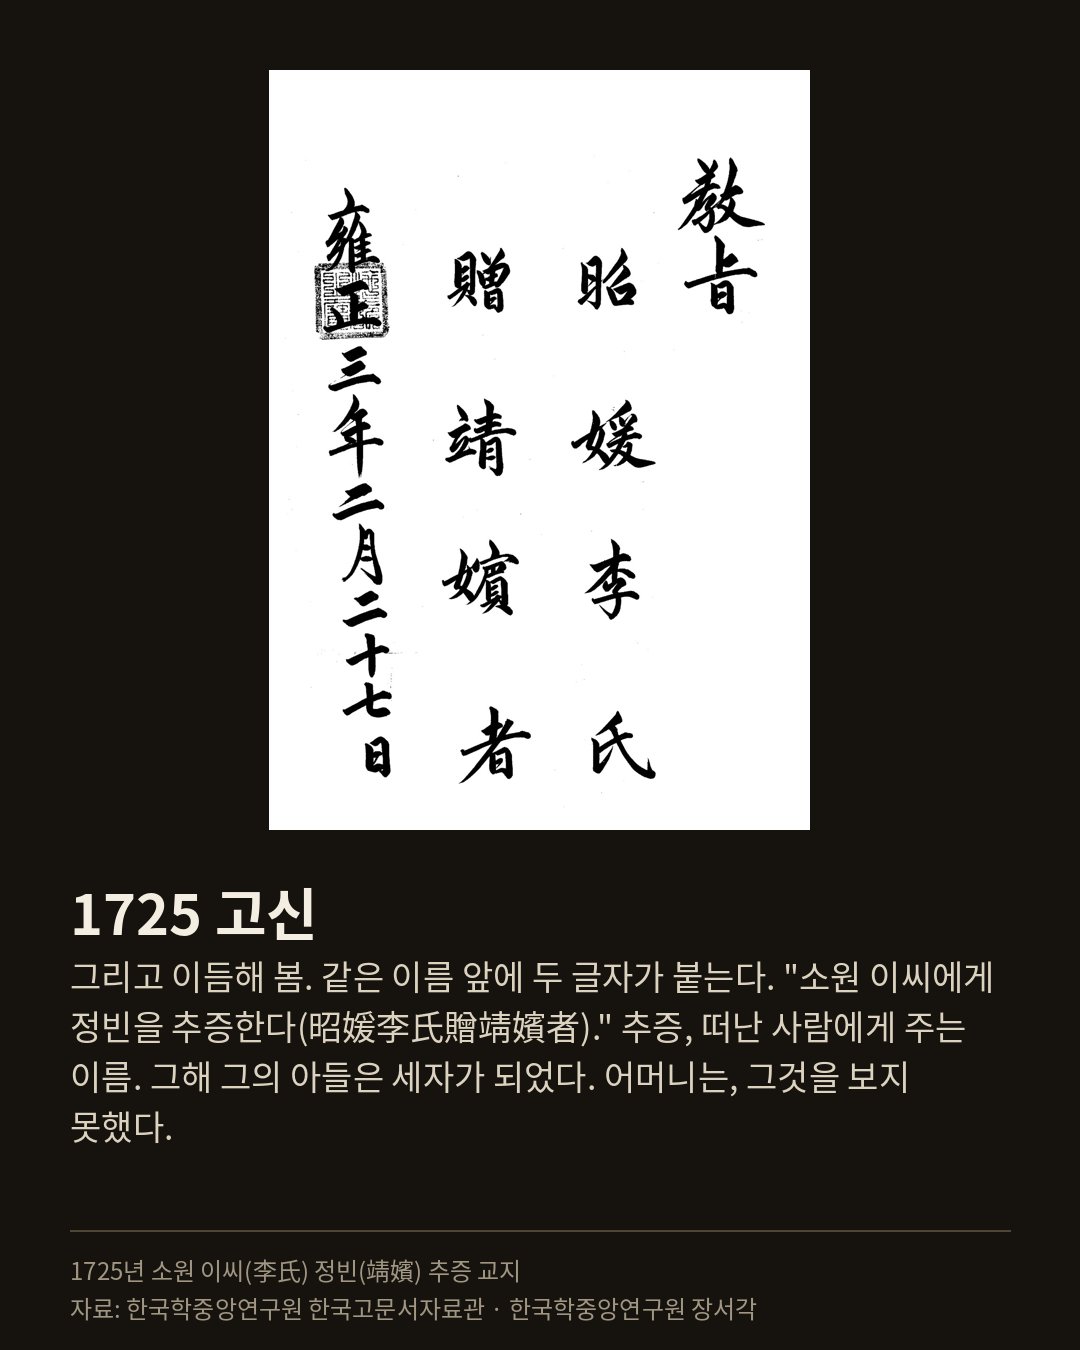 敎旨
昭媛李氏
贈靖嬪者
雍正三年二月二十七日
1725 고신
그리고 이듬해 봄. 같은 이름 앞에 두 글자가 붙는다. "소원 이씨에게
정빈을 추증한다(昭媛李氏贈靖嬪者)." 추증, 떠난 사람에게 주는
이름. 그해 그의 아들은 세자가 되었다. 어머니는, 그것을 보지
못했다.
1725년 소원 이씨(李氏) 정빈(靖嬪) 추증 교지
자료: 한국학중앙연구원 한국고문서자료관 · 한국학중앙연구원 장서각